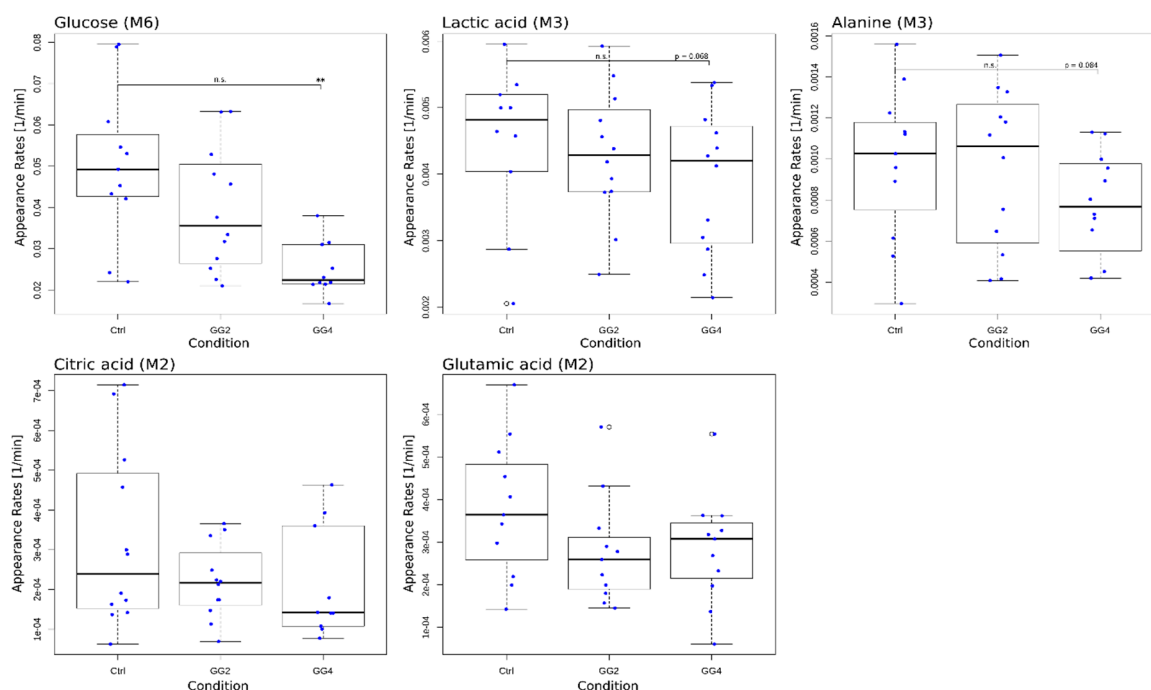 Glucose (M6)
Appearance Rates [1/min]
0.08
0.07
0.06
0.05
0.04
0.03
0.02
n.s.
**
Ctrl
GG2
GG4
Condition
Lactic acid (M3)
Appearance Rates [1/min]
0.006
0.005
0.004
0.003
0.002
n.s.
p = 0.068
Ctrl
GG2
GG4
Condition
Alanine (M3)
Appearance Rates [1/min]
0.0016
0.0014
0.0012
0.0010
0.0008
0.0006
0.0004
n.s.
p = 0.084
Ctrl
GG2
GG4
Condition
Citric acid (M2)
Appearance Rates [1/min]
7e-04
6e-04
5e-04
4e-04
3e-04
2e-04
1e-04
Ctrl
GG2
GG4
Condition
Glutamic acid (M2)
Appearance Rates [1/min]
6e-04
5e-04
4e-04
3e-04
2e-04
1e-04
Ctrl
GG2
GG4
Condition